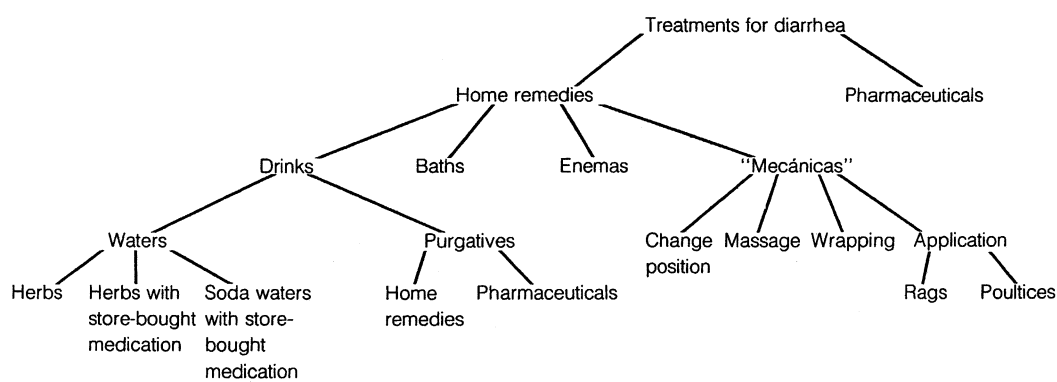 Treatments for diarrhea
Home remedies
Pharmaceuticals
Drinks
Baths
Enemas
"Mecánicas"
Waters
Purgatives
Change
position
Massage
Wrapping
Application
Herbs
Herbs with
store-bought
medication
Soda waters
with store-
bought
medication
Home
remedies
Pharmaceuticals
Rags
Poultices